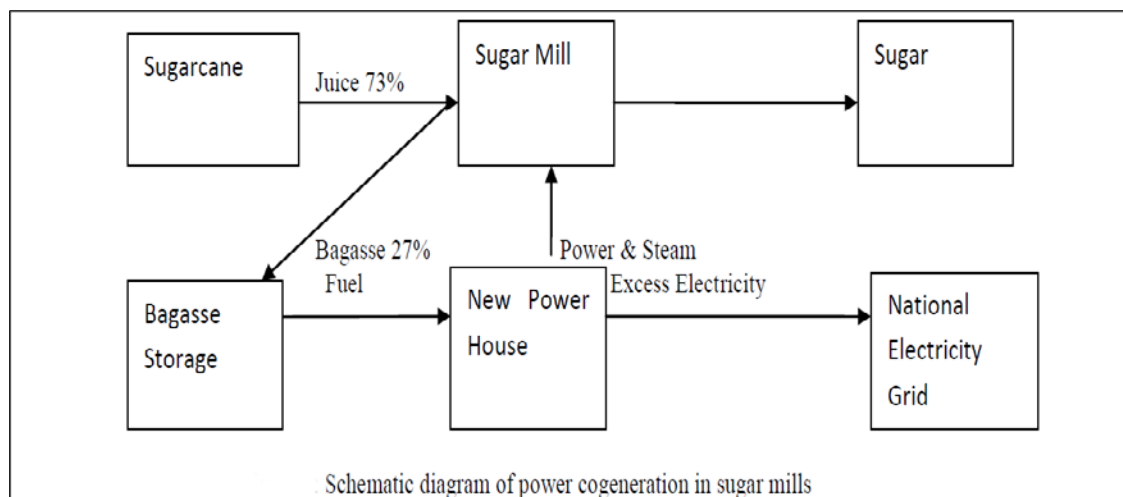 Sugarcane
Juice 73%
Sugar Mill
Sugar
Bagasse 27%
Fuel
Power & Steam
Excess Electricity
Bagasse
Storage
New Power
House
National
Electricity
Grid
: Schematic diagram of power cogeneration in sugar mills